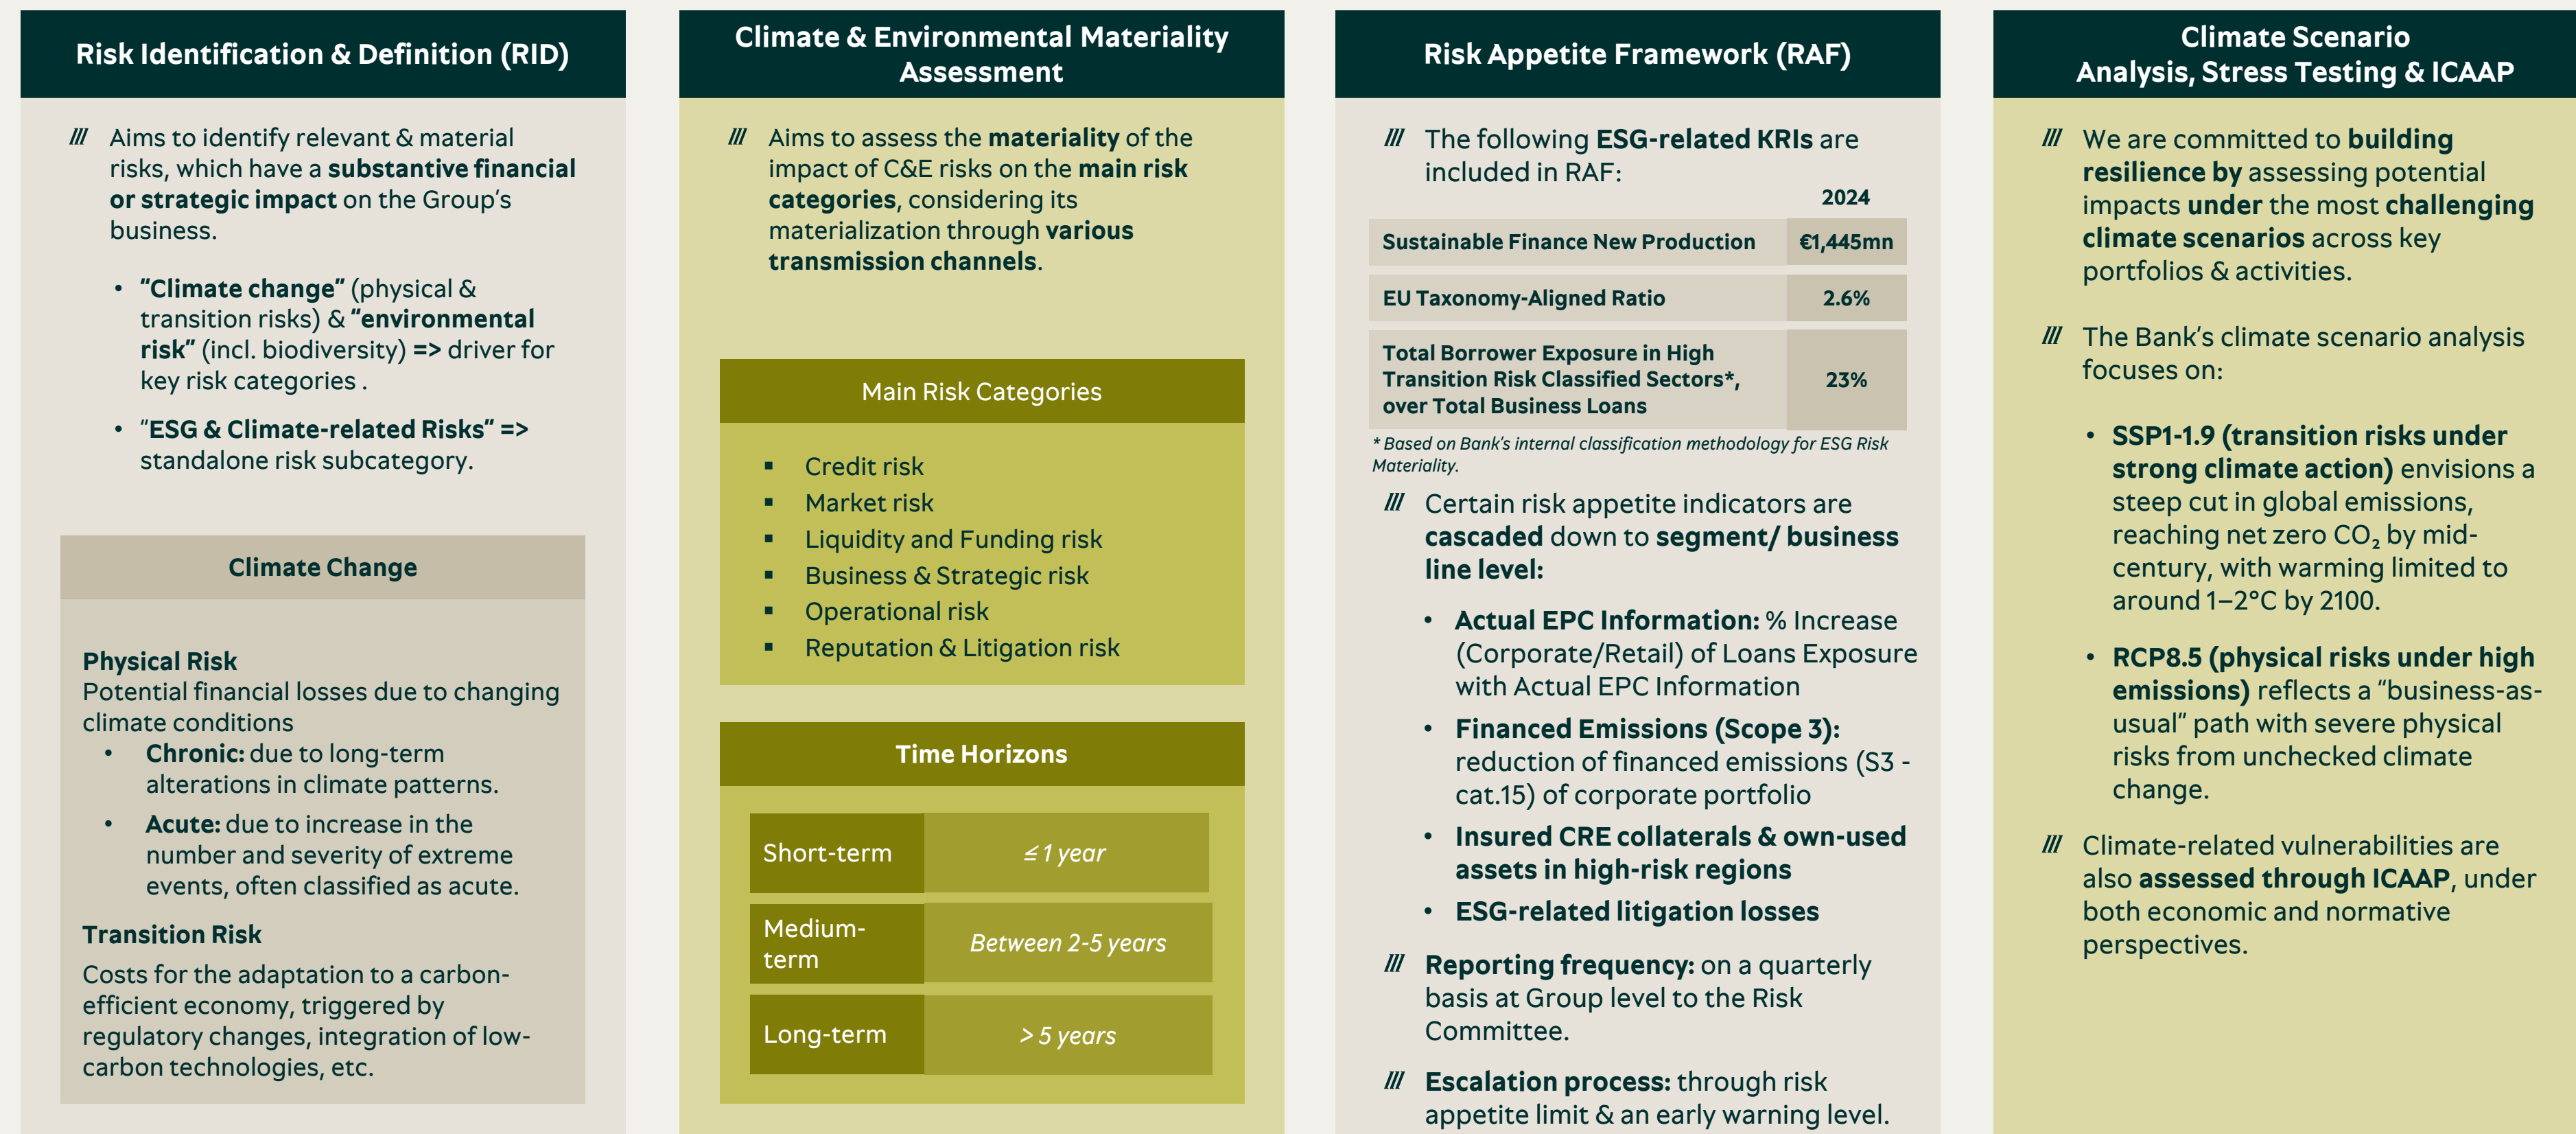 Risk Identification & Definition (RID)
Aims to identify relevant & material
risks, which have a substantive financial
or strategic impact on the Group's
business.
• "Climate change" (physical &
transition risks) & "environmental
risk" (incl. biodiversity) => driver for
key risk categories .
• "ESG & Climate-related Risks" =>
standalone risk subcategory.
Climate Change
Physical Risk
Potential financial losses due to changing
climate conditions
• Chronic: due to long-term
alterations in climate patterns.
• Acute: due to increase in the
number and severity of extreme
events, often classified as acute.
Transition Risk
Costs for the adaptation to a carbon-
efficient economy, triggered by
regulatory changes, integration of low-
carbon technologies, etc.
Climate & Environmental Materiality
Assessment
Aims to assess the materiality of the
impact of C&E risks on the main risk
categories, considering its
materialization through various
transmission channels.
Main Risk Categories
▪ Credit risk
▪ Market risk
▪ Liquidity and Funding risk
▪ Business & Strategic risk
▪ Operational risk
▪ Reputation & Litigation risk
Time Horizons
Short-term ≤ 1 year
Medium-
term Between 2-5 years
Long-term > 5 years
Risk Appetite Framework (RAF)
The following ESG-related KRIs are
included in RAF:
2024
Sustainable Finance New Production €1,445mn
EU Taxonomy-Aligned Ratio 2.6%
Total Borrower Exposure in High
Transition Risk Classified Sectors*, 23%
over Total Business Loans
* Based on Bank's internal classification methodology for ESG Risk
Materiality.
Certain risk appetite indicators are
cascaded down to segment/ business
line level:
• Actual EPC Information: % Increase
(Corporate/Retail) of Loans Exposure
with Actual EPC Information
• Financed Emissions (Scope 3):
reduction of financed emissions (S3 -
cat.15) of corporate portfolio
• Insured CRE collaterals & own-used
assets in high-risk regions
• ESG-related litigation losses
Reporting frequency: on a quarterly
basis at Group level to the Risk
Committee.
Escalation process: through risk
appetite limit & an early warning level.
Climate Scenario
Analysis, Stress Testing & ICAAP
We are committed to building
resilience by assessing potential
impacts under the most challenging
climate scenarios across key
portfolios & activities.
The Bank's climate scenario analysis
focuses on:
• SSP1-1.9 (transition risks under
strong climate action) envisions a
steep cut in global emissions,
reaching net zero CO₂ by mid-
century, with warming limited to
around 1–2°C by 2100.
• RCP8.5 (physical risks under high
emissions) reflects a "business-as-
usual" path with severe physical
risks from unchecked climate
change.
Climate-related vulnerabilities are
also assessed through ICAAP, under
both economic and normative
perspectives.